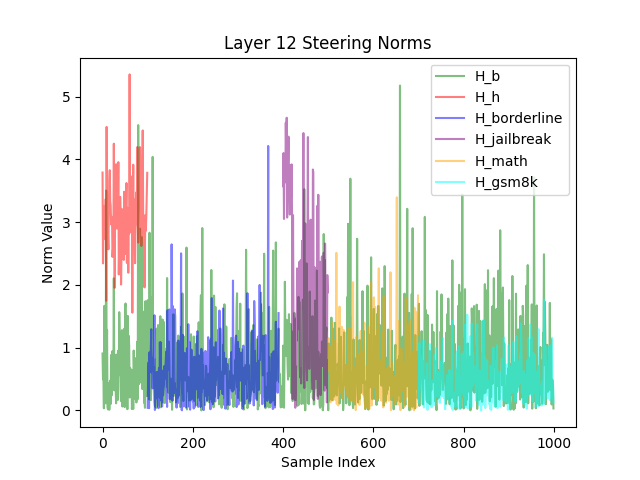 Layer 12 Steering Norms
H_b
H_h
H_borderline
H_jailbreak
H_math
H_gsm8k
Norm Value
5
4
3
2
1
0
0 200 400 600 800 1000
Sample Index